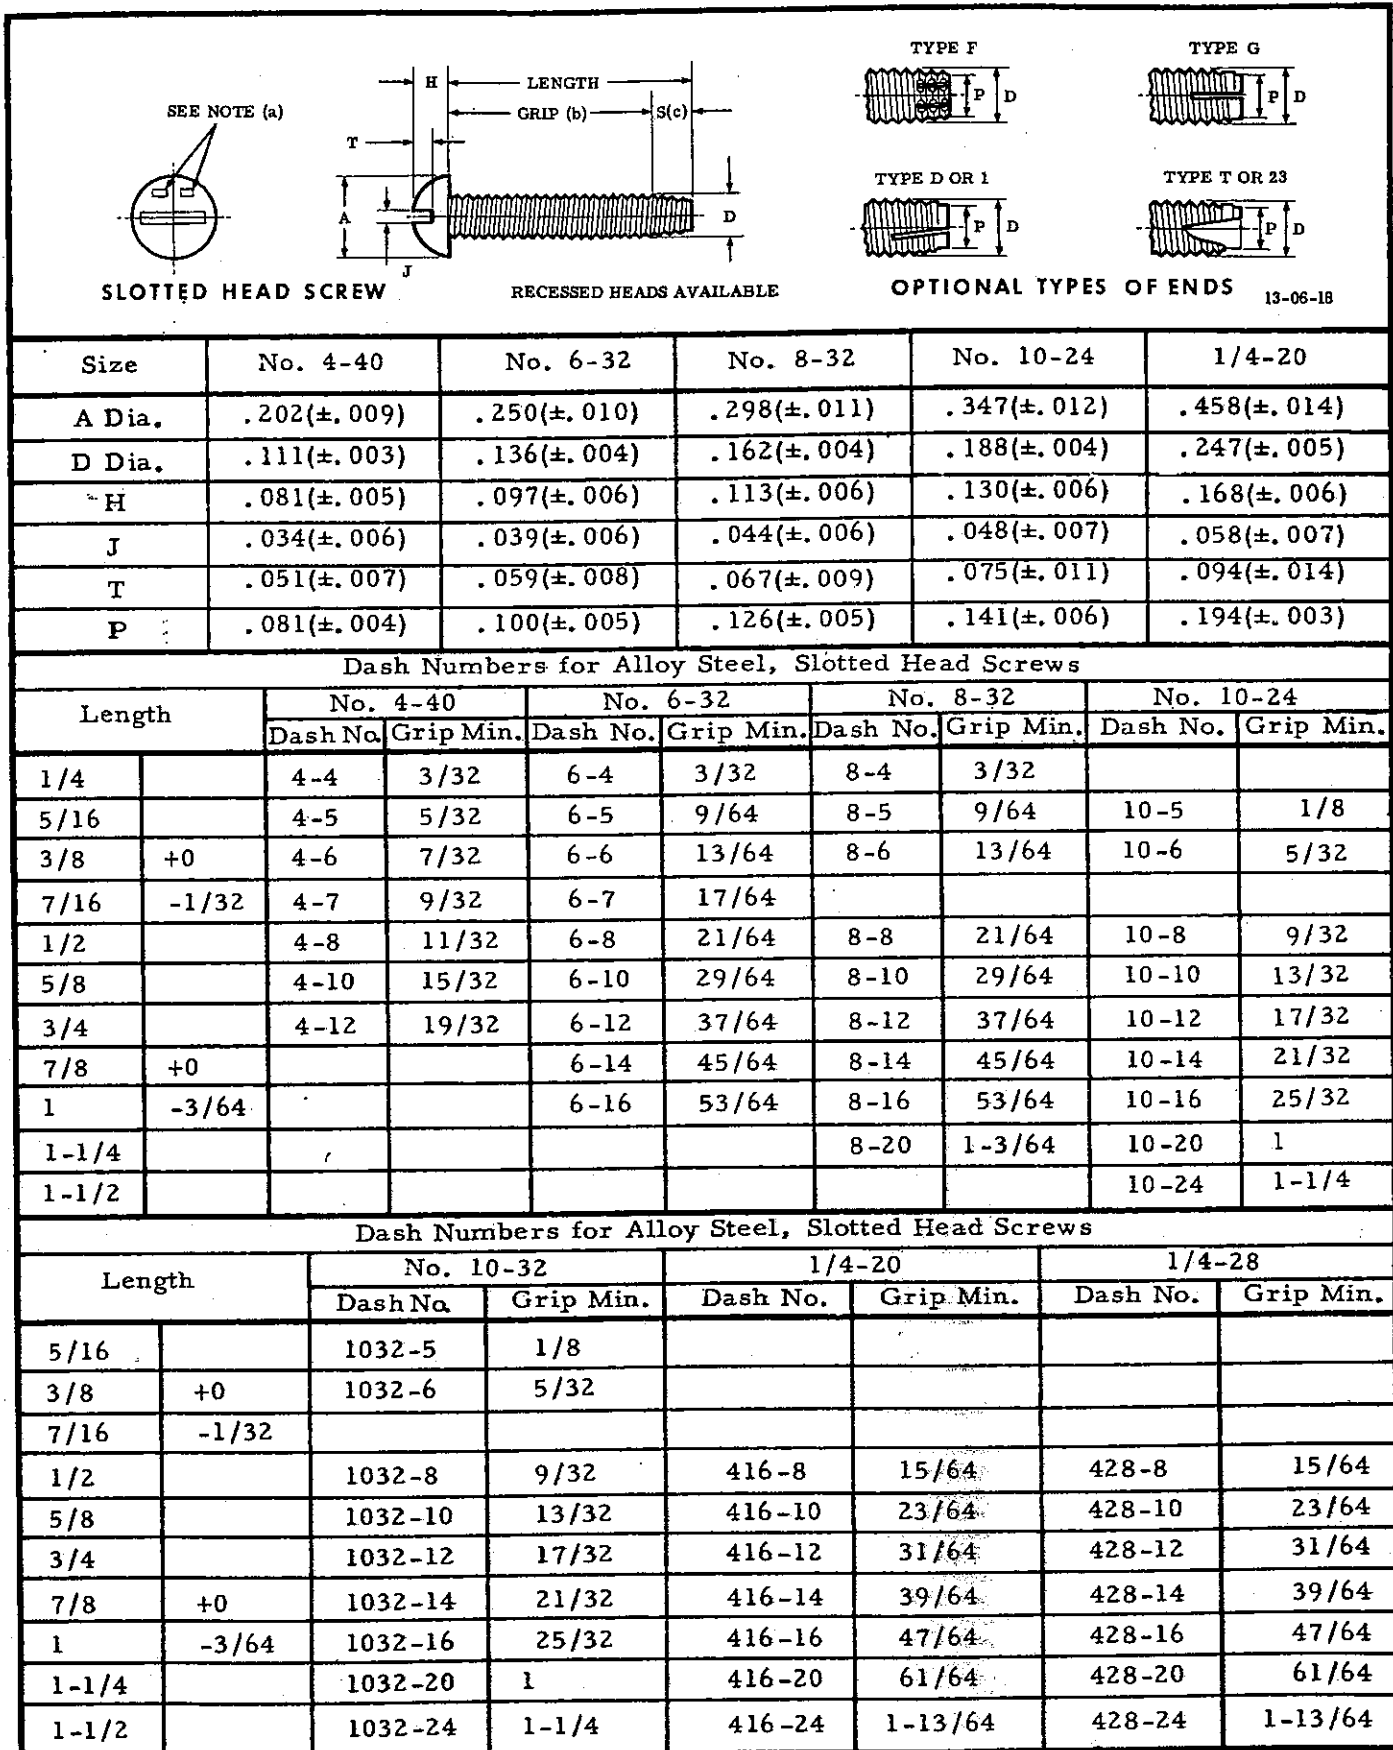 TYPE F
TYPE G
H
LENGTH
P
D
P
D
SEE NOTE (a)
GRIP (b)
S(c)
T
TYPE D OR 1
TYPE T OR 23
A
D
P
D
P
D
J
SLOTTED HEAD SCREW
RECESSED HEADS AVAILABLE
OPTIONAL TYPES OF ENDS
13-06-18
Size No. 4-40 No. 6-32 No. 8-32 No. 10-24 1/4-20
A Dia. .202(±.009) .250(±.010) .298(±.011) .347(±.012) .458(±.014)
D Dia. .111(±.003) .136(±.004) .162(±.004) .188(±.004) .247(±.005)
H .081(±.005) .097(±.006) .113(±.006) .130(±.006) .168(±.006)
J .034(±.006) .039(±.006) .044(±.006) .048(±.007) .058(±.007)
T .051(±.007) .059(±.008) .067(±.009) .075(±.011) .094(±.014)
P .081(±.004) .100(±.005) .126(±.005) .141(±.006) .194(±.003)
Dash Numbers for Alloy Steel, Slotted Head Screws
Length No. 4-40 No. 6-32 No. 8-32 No. 10-24
Dash No. Grip Min. Dash No. Grip Min. Dash No. Grip Min. Dash No. Grip Min.
1/4 4-4 3/32 6-4 3/32 8-4 3/32
5/16 4-5 5/32 6-5 9/64 8-5 9/64 10-5 1/8
3/8 +0 4-6 7/32 6-6 13/64 8-6 13/64 10-6 5/32
7/16 -1/32 4-7 9/32 6-7 17/64
1/2 4-8 11/32 6-8 21/64 8-8 21/64 10-8 9/32
5/8 4-10 15/32 6-10 29/64 8-10 29/64 10-10 13/32
3/4 4-12 19/32 6-12 37/64 8-12 37/64 10-12 17/32
7/8 +0 6-14 45/64 8-14 45/64 10-14 21/32
1 -3/64 6-16 53/64 8-16 53/64 10-16 25/32
1-1/4 8-20 1-3/64 10-20 1
1-1/2 10-24 1-1/4
Dash Numbers for Alloy Steel, Slotted Head Screws
Length No. 10-32 1/4-20 1/4-28
Dash No. Grip Min. Dash No. Grip Min. Dash No. Grip Min.
5/16 1032-5 1/8
3/8 +0 1032-6 5/32
7/16 -1/32
1/2 1032-8 9/32 416-8 15/64 428-8 15/64
5/8 1032-10 13/32 416-10 23/64 428-10 23/64
3/4 1032-12 17/32 416-12 31/64 428-12 31/64
7/8 +0 1032-14 21/32 416-14 39/64 428-14 39/64
1 -3/64 1032-16 25/32 416-16 47/64 428-16 47/64
1-1/4 1032-20 1 416-20 61/64 428-20 61/64
1-1/2 1032-24 1-1/4 416-24 1-13/64 428-24 1-13/64